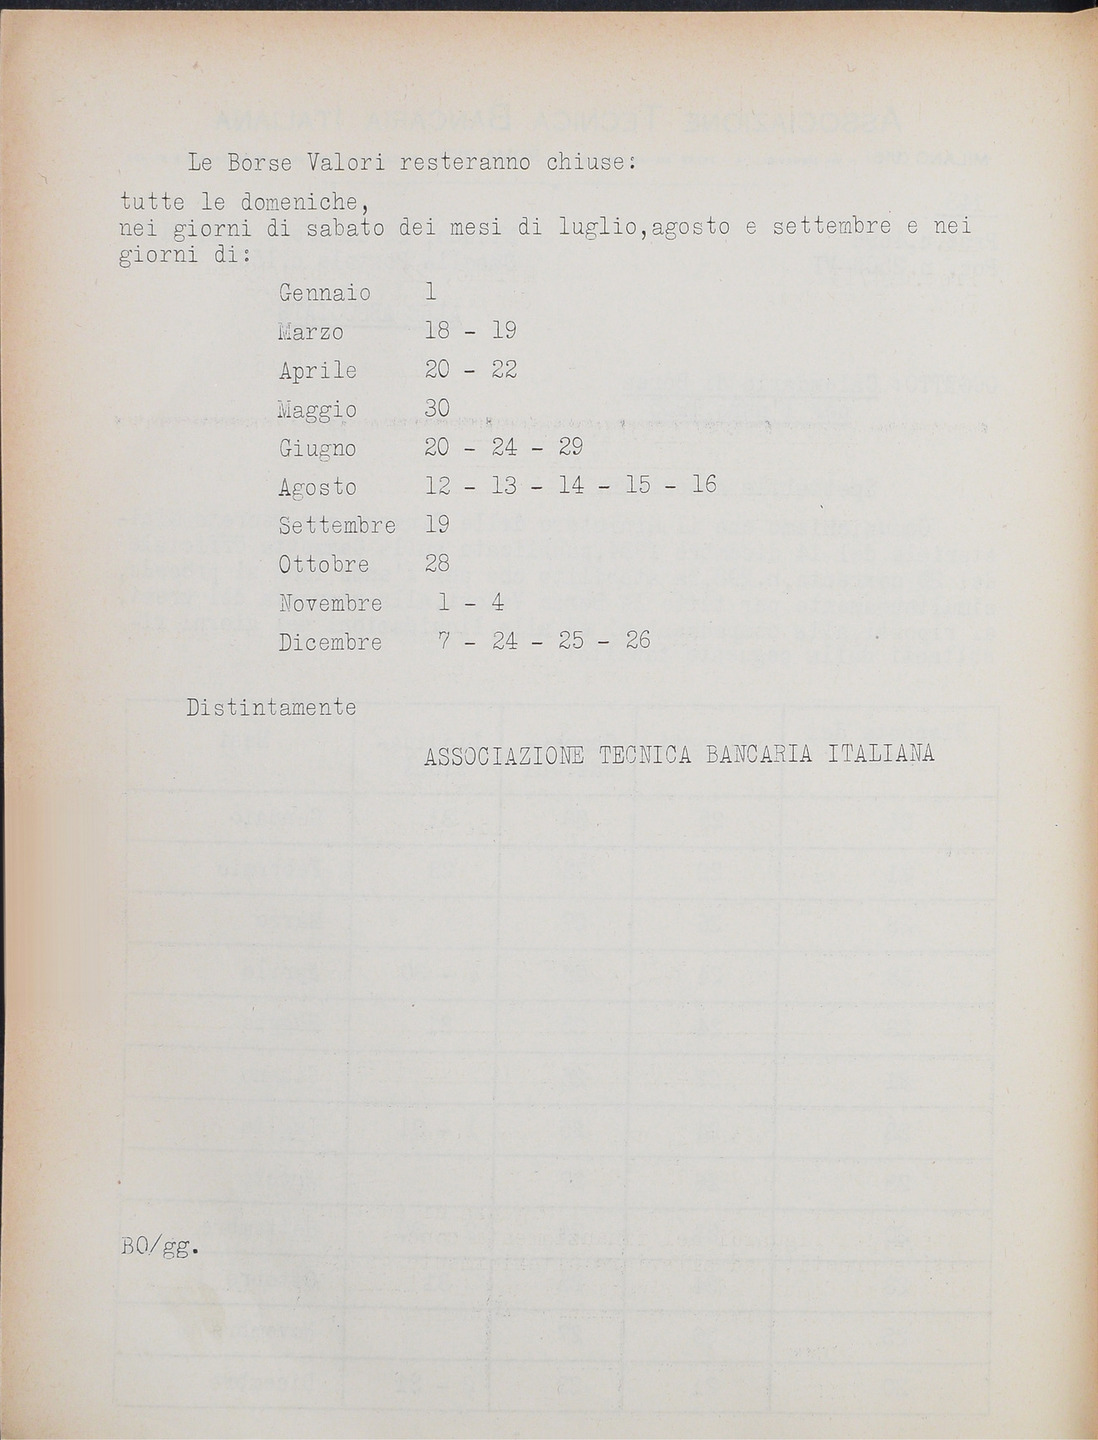 Le Borse Valori resteranno chiuse:
tutte le domeniche,
nei giorni di sabato dei mesi di luglio,agosto e settembre e nei
giorni di:
Gennaio 1
Marzo 18 - 19
Aprile 20 - 22
Maggio 30
Giugno 20 - 24 - 29
Agosto 12 - 13 - 14 - 15 - 16
Settembre 19
Ottobre 28
Novembre 1 - 4
Dicembre 7 - 24 - 25 - 26
Distintamente
ASSOCIAZIONE TECNICA BANCARIA ITALIANA
BO/gg.